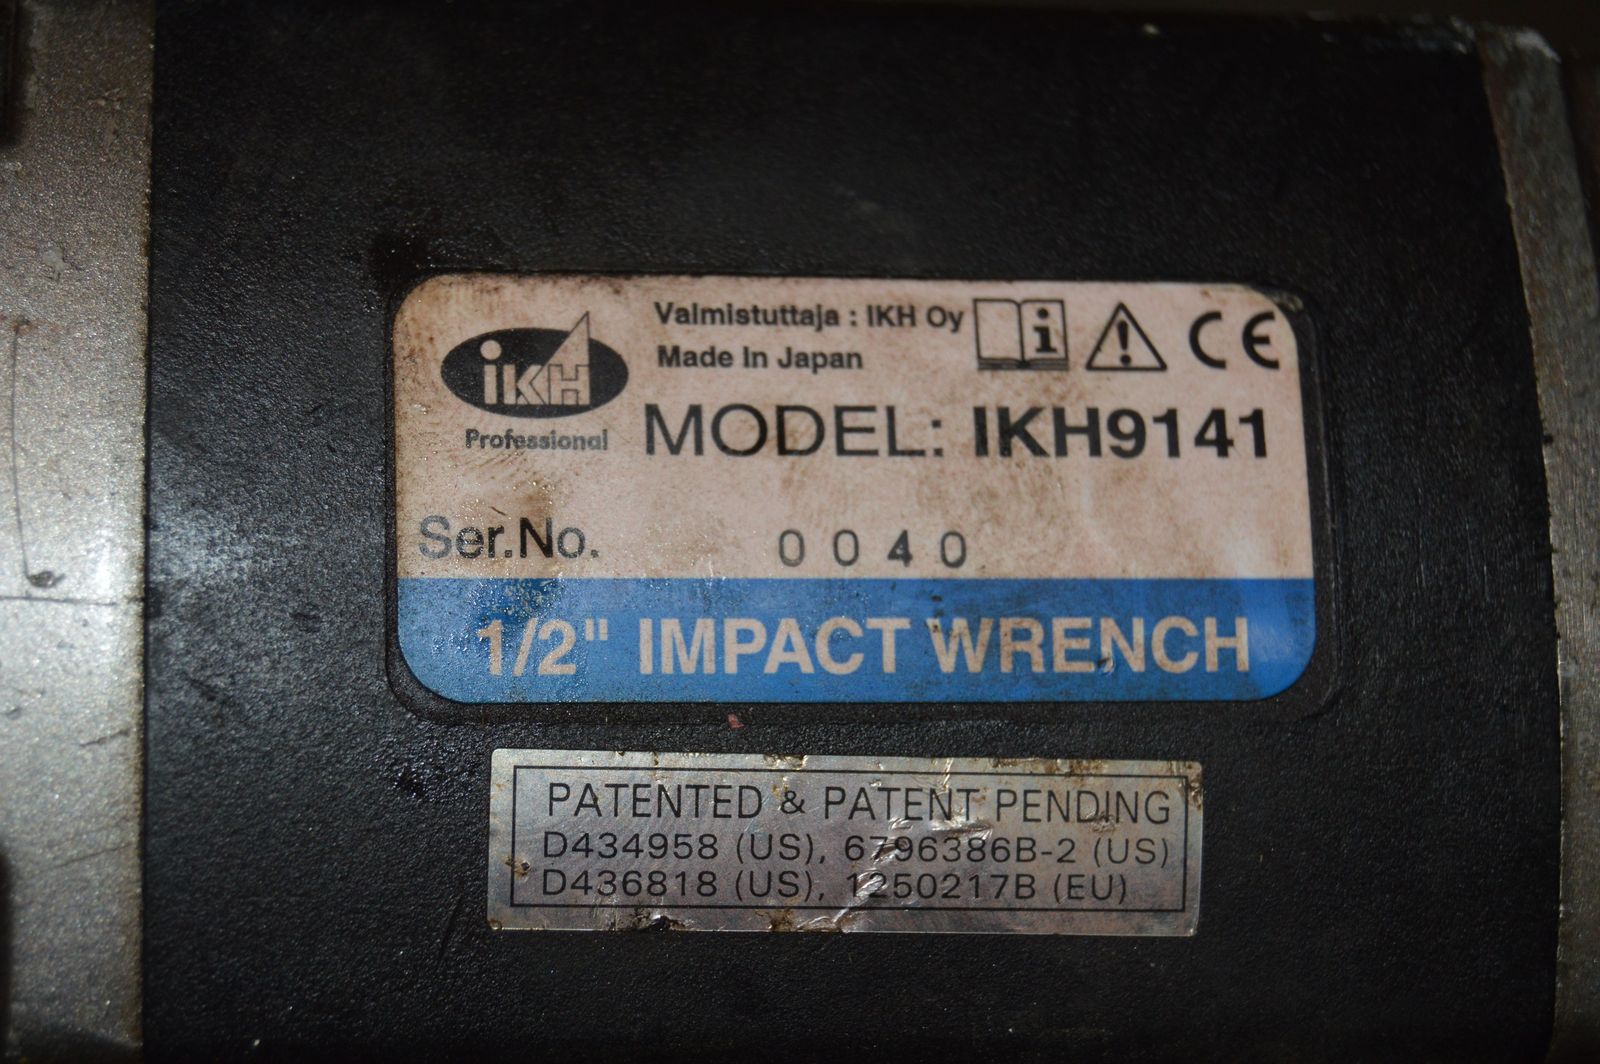 iKH
Professional
Valmistuttaja : IKH Oy
Made In Japan
MODEL: IKH9141
Ser.No. 0040
1/2" IMPACT WRENCH
PATENTED & PATENT PENDING
D434958 (US), 6796386B-2 (US)
D436818 (US), 1250217B (EU)